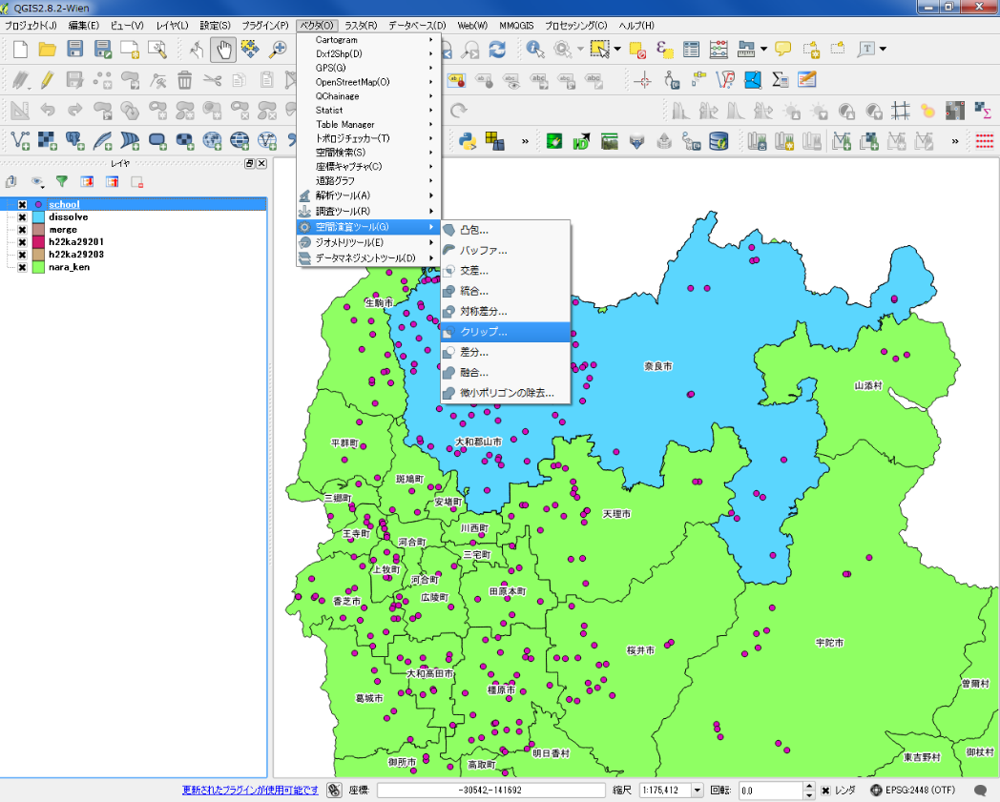 QGIS2.8.2-Wien
プロジェクト(J) 編集(E) ビュー(V) レイヤ(L) 設定(S) プラグイン(P) ベクタ(O) ラスタ(R) データベース(D) Web(W) MMQGIS プロセッシング(C) ヘルプ(H)
Cartogram
Dxf2Shp(D)
GPS(G)
OpenStreetMap(O)
QChainage
Statist
Table Manager
トポロジチェッカー(T)
空間検索(S)
座標キャプチャ(C)
道路グラフ
解析ツール(A)
調査ツール(R)
空間演算ツール(G)
ジオメトリツール(E)
データマネジメントツール(D)
凸包...
バッファ...
交差...
統合...
対称差分...
クリップ...
差分...
融合...
微小ポリゴンの除去...
レイヤ
school
dissolve
merge
h22ka29201
h22ka29203
nara_ken
生駒市
奈良市
山添村
平群町
大和郡山市
斑鳩町
三郷町
安堵町
天理市
川西町
王寺町
河合町
三宅町
上牧町
河合町
田原本町
香芝市
広陵町
桜井市
宇陀市
大和高田市
曽爾村
葛城市
橿原市
明日香村
御杖村
東吉野村
御所市
高取町
更新されたプラグインが使用可能です 座標: -30542,-141692 縮尺 1:175,412 回転: 0.0 レンダ EPSG:2448 (OTF)